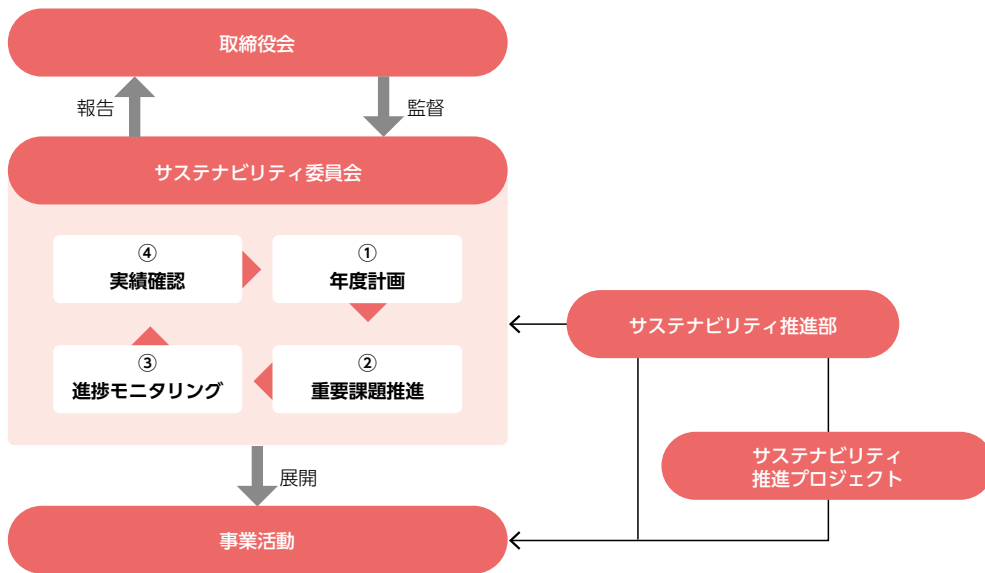 取締役会
報告
監督
サステナビリティ委員会
④
実績確認
①
年度計画
③
進捗モニタリング
②
重要課題推進
サステナビリティ推進部
サステナビリティ
推進プロジェクト
展開
事業活動